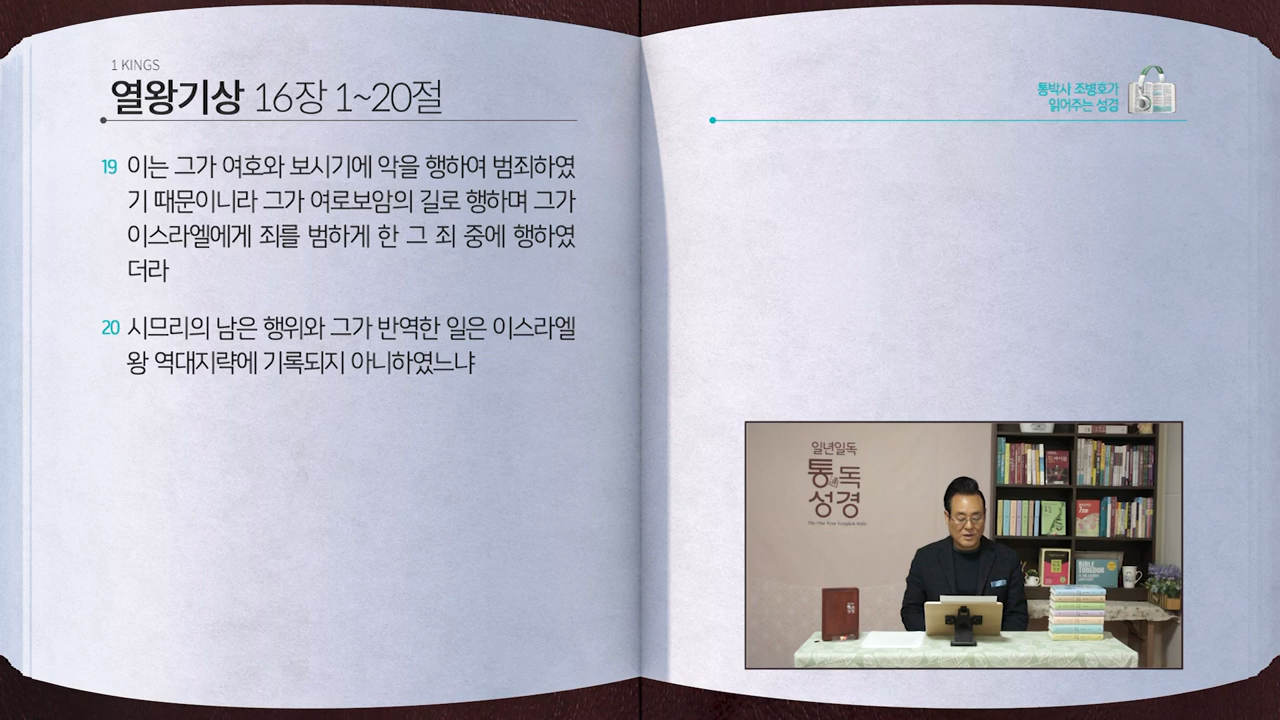 1 KINGS
열왕기상 16장 1~20절
19 이는 그가 여호와 보시기에 악을 행하여 범죄하였
기 때문이니라 그가 여로보암의 길로 행하며 그가
이스라엘에게 죄를 범하게 한 그 죄 중에 행하였
더라
20 시므리의 남은 행위와 그가 반역한 일은 이스라엘
왕 역대지략에 기록되지 아니하였느냐
통박사 조병호가
읽어주는 성경
일년일독
통독
성경
The One Year Tongdok Bible
BIBLE
TONGDOK